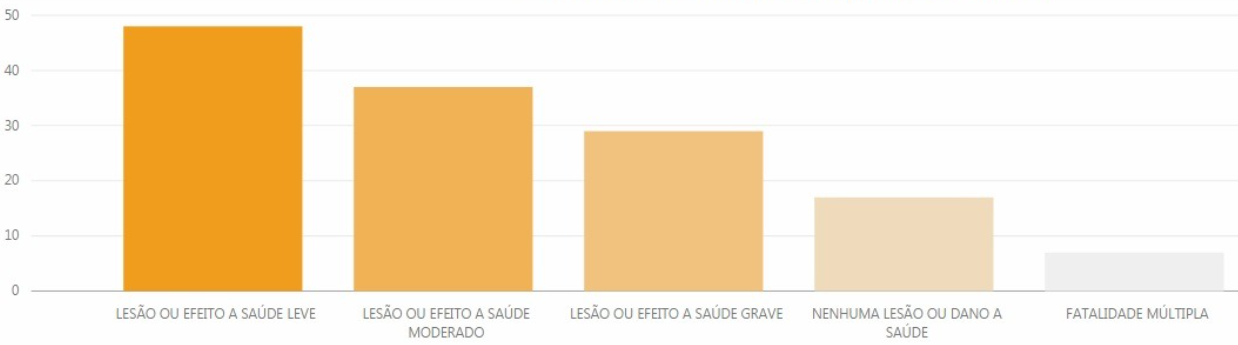 50
40
30
20
10
0
LESÃO OU EFEITO A SAÚDE LEVE
LESÃO OU EFEITO A SAÚDE
MODERADO
LESÃO OU EFEITO A SAÚDE GRAVE
NENHUMA LESÃO OU DANO A
SAÚDE
FATALIDADE MÚLTIPLA